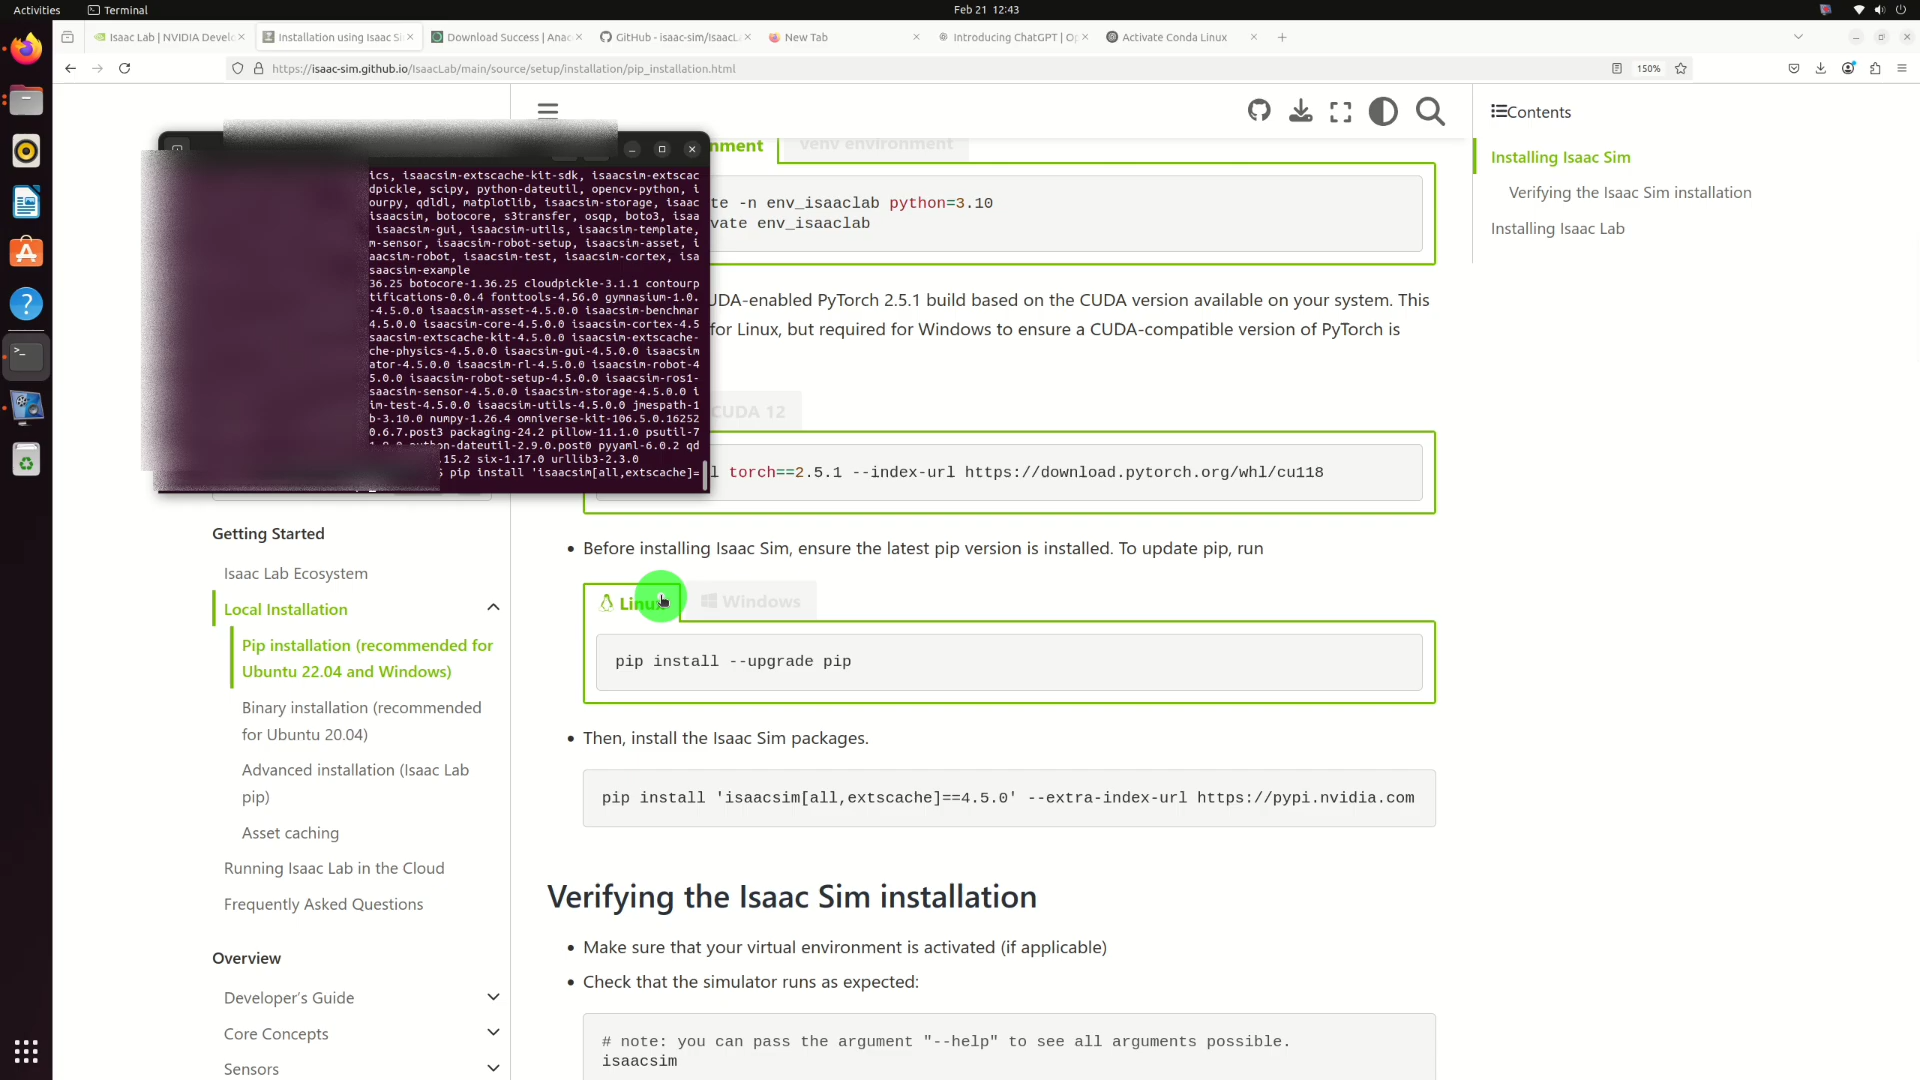 Activities
Terminal
Feb 21 12:43
Isaac Lab | NVIDIA Develo
Installation using Isaac Si
Download Success | Anac
GitHub - isaac-sim/IsaacL
New Tab
Introducing ChatGPT | Op
Activate Conda Linux
https://isaac-sim.github.io/IsaacLab/main/source/setup/installation/pip_installation.html
150%
Contents
Installing Isaac Sim
Verifying the Isaac Sim installation
Installing Isaac Lab
nment
venv environment
te -n env_isaaclab python=3.10
vate env_isaaclab
ics, isaacsim-extscache-kit-sdk, isaacsim-extscac
dpickle, scipy, python-dateutil, opencv-python, i
ourpy, qdldl, matplotlib, isaacsim-storage, isaac
isaacsim, botocore, s3transfer, osqp, boto3, isaa
isaacsim-gui, isaacsim-utils, isaacsim-template,
m-sensor, isaacsim-robot-setup, isaacsim-asset, i
aacsim-robot, isaacsim-test, isaacsim-cortex, isa
saacsim-example
36.25 botocore-1.36.25 cloudpickle-3.1.1 contourp
tifications-0.0.4 fonttools-4.56.0 gymnasium-1.0.
-4.5.0.0 isaacsim-asset-4.5.0.0 isaacsim-benchmar
4.5.0.0 isaacsim-core-4.5.0.0 isaacsim-cortex-4.5
saacsim-extscache-kit-4.5.0.0 isaacsim-extscache-
che-physics-4.5.0.0 isaacsim-gui-4.5.0.0 isaacsim
ator-4.5.0.0 isaacsim-rl-4.5.0.0 isaacsim-robot-4
5.0.0 isaacsim-robot-setup-4.5.0.0 isaacsim-ros1-
saacsim-sensor-4.5.0.0 isaacsim-storage-4.5.0.0 i
im-test-4.5.0.0 isaacsim-utils-4.5.0.0 jmespath-1
b-3.10.0 numpy-1.26.4 omniverse-kit-106.5.0.16252
0.6.7.post3 packaging-24.2 pillow-11.1.0 psutil-7
python-dateutil-2.9.0.post0 pyyaml-6.0.2 qd
.15.2 six-1.17.0 urllib3-2.3.0
$ pip install 'isaacsim[all,extscache]=
UDA-enabled PyTorch 2.5.1 build based on the CUDA version available on your system. This
for Linux, but required for Windows to ensure a CUDA-compatible version of PyTorch is
CUDA 12
l torch==2.5.1 --index-url https://download.pytorch.org/whl/cu118
Before installing Isaac Sim, ensure the latest pip version is installed. To update pip, run
Linux
Windows
pip install --upgrade pip
Then, install the Isaac Sim packages.
pip install 'isaacsim[all,extscache]==4.5.0' --extra-index-url https://pypi.nvidia.com
Verifying the Isaac Sim installation
Make sure that your virtual environment is activated (if applicable)
Check that the simulator runs as expected:
# note: you can pass the argument "--help" to see all arguments possible.
isaacsim
Getting Started
Isaac Lab Ecosystem
Local Installation
Pip installation (recommended for
Ubuntu 22.04 and Windows)
Binary installation (recommended
for Ubuntu 20.04)
Advanced installation (Isaac Lab
pip)
Asset caching
Running Isaac Lab in the Cloud
Frequently Asked Questions
Overview
Developer's Guide
Core Concepts
Sensors